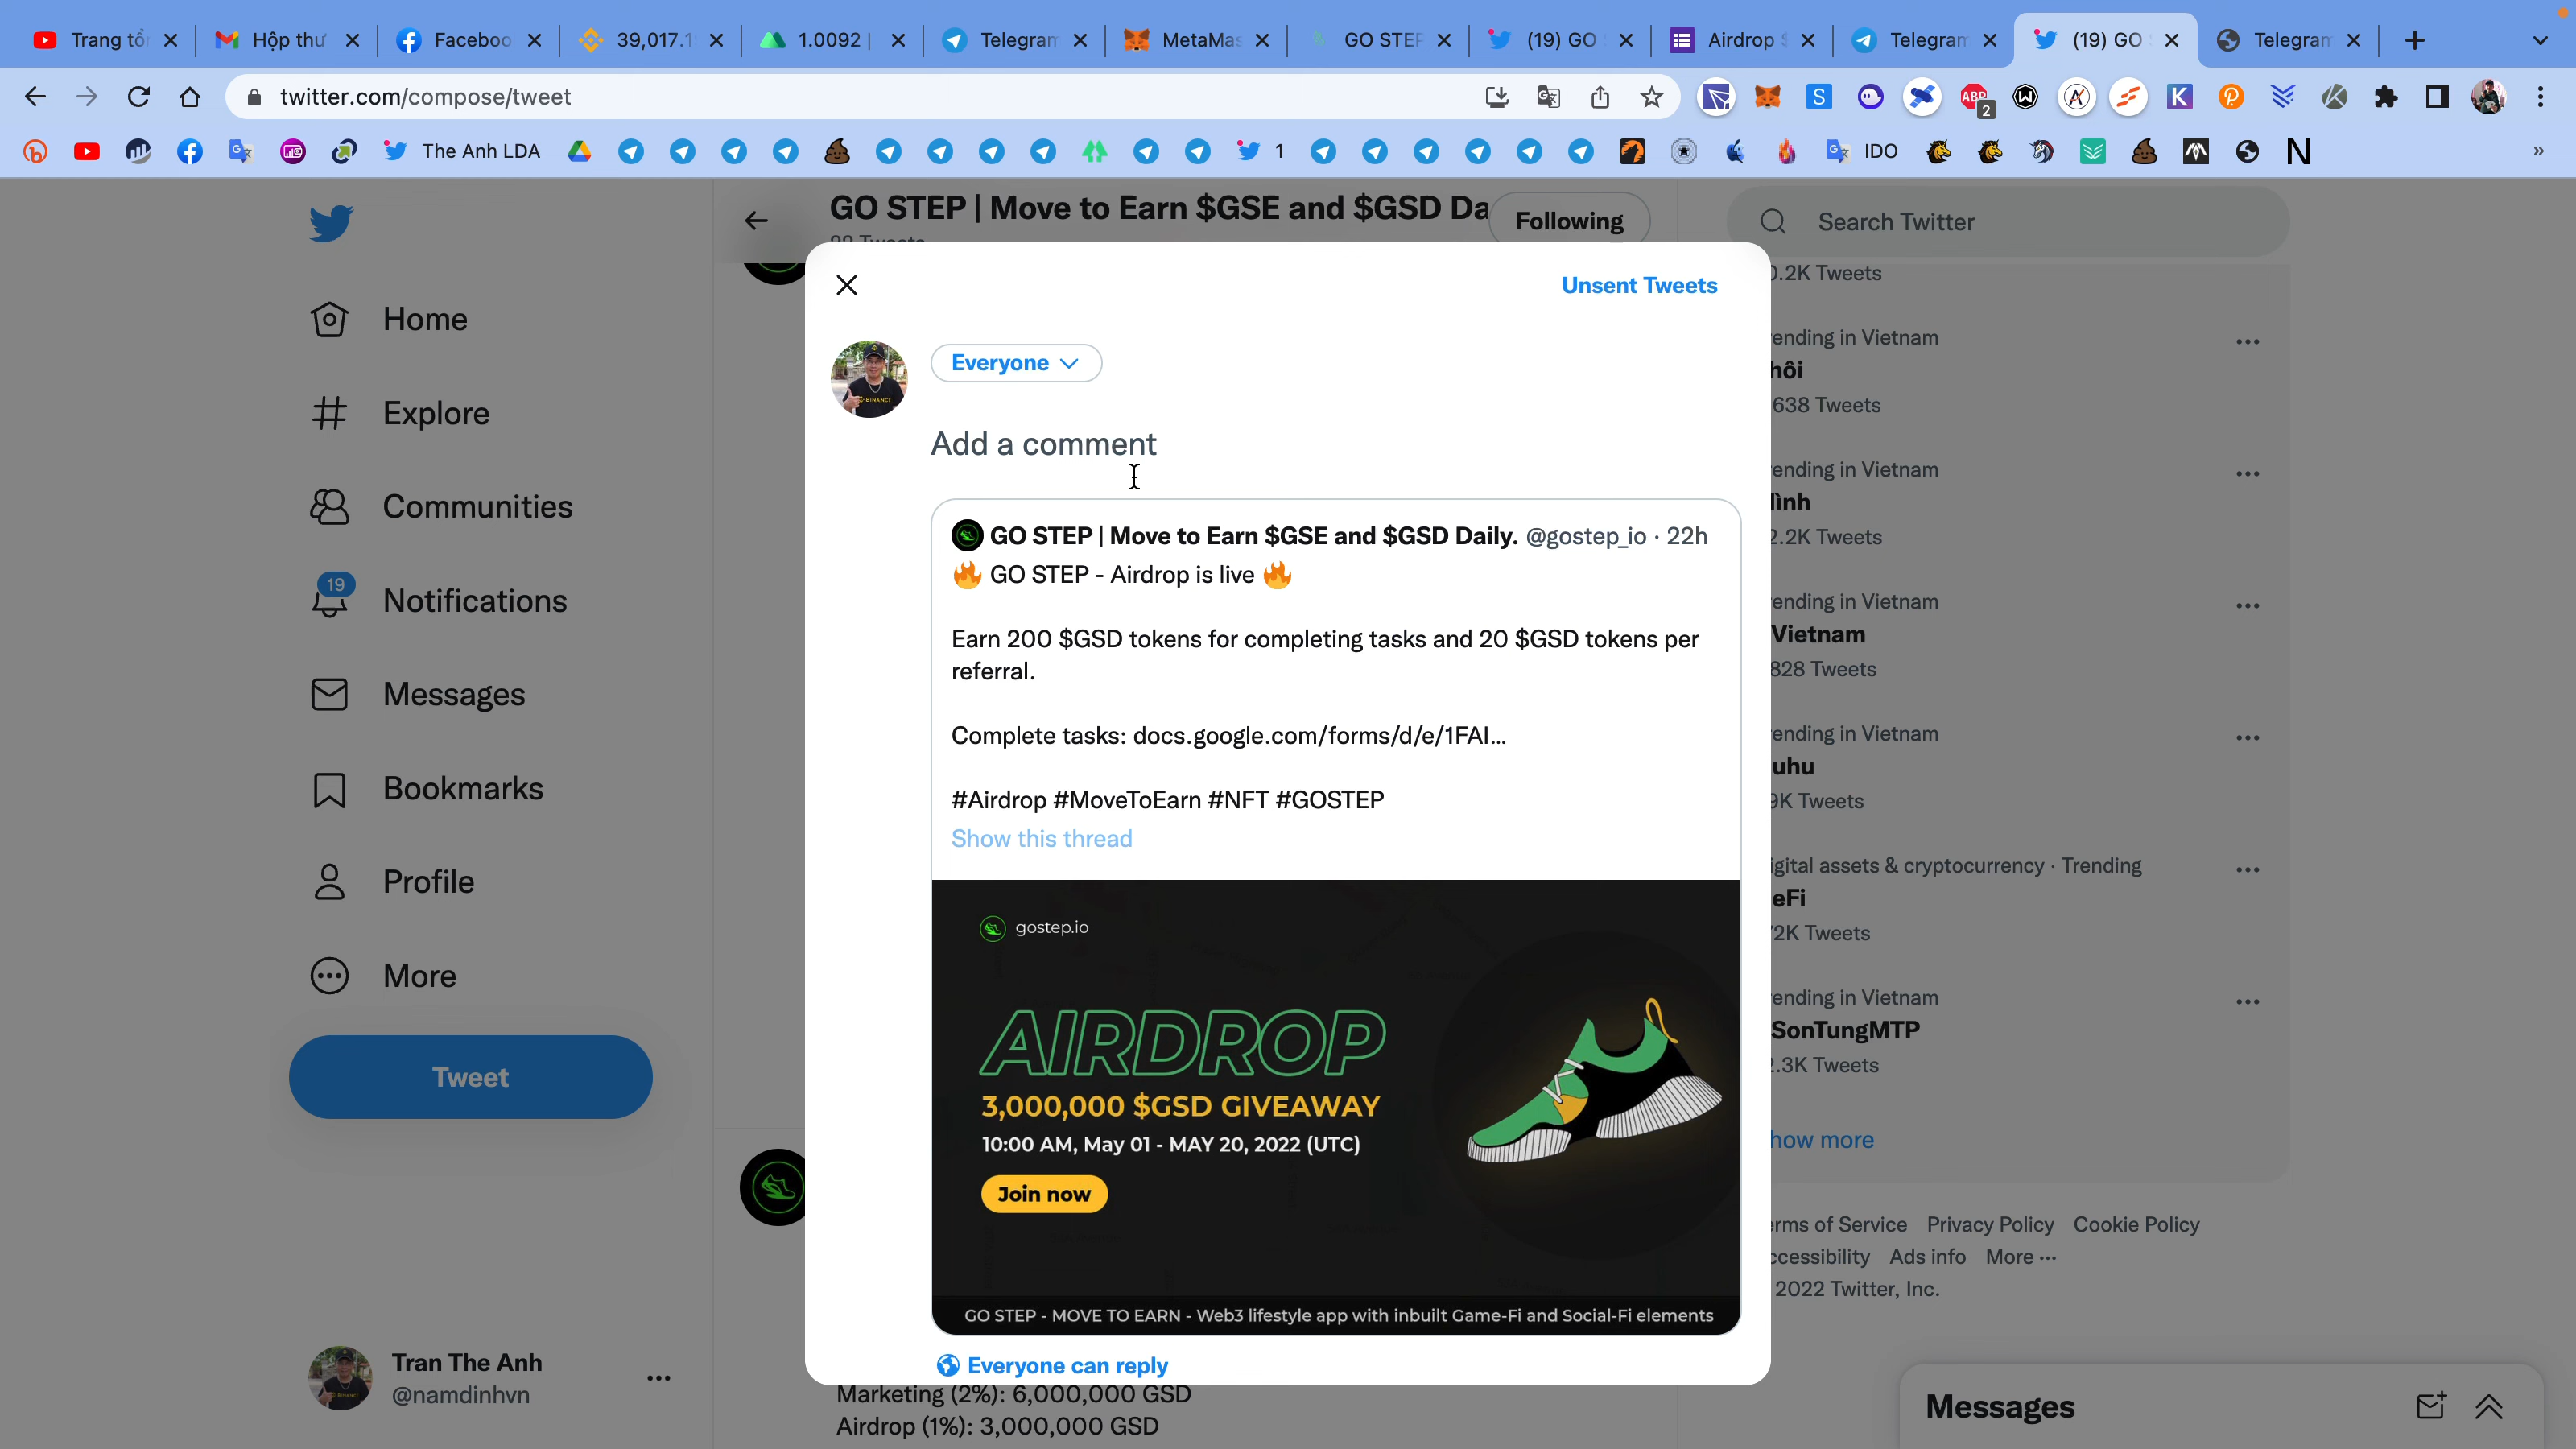 Trang tổ
Hộp thư
Faceboo
39,017.1
1.0092 |
Telegram
MetaMas
GO STEP
(19) GO
Airdrop S
Telegram
(19) GO
Telegram
twitter.com/compose/tweet
ABP
2
The Anh LDA
1
IDO
GO STEP | Move to Earn $GSE and $GSD Da
Following
Search Twitter
Home
Explore
Communities
19
Notifications
Messages
Bookmarks
Profile
More
Tweet
Tran The Anh
@namdinhvn
Unsent Tweets
Everyone
Add a comment
GO STEP | Move to Earn $GSE and $GSD Daily. @gostep_io · 22h
🔥 GO STEP - Airdrop is live 🔥
Earn 200 $GSD tokens for completing tasks and 20 $GSD tokens per
referral.
Complete tasks: docs.google.com/forms/d/e/1FAI...
#Airdrop #MoveToEarn #NFT #GOSTEP
Show this thread
gostep.io
AIRDROP
3,000,000 $GSD GIVEAWAY
10:00 AM, May 01 - MAY 20, 2022 (UTC)
Join now
GO STEP - MOVE TO EARN - Web3 lifestyle app with inbuilt Game-Fi and Social-Fi elements
Everyone can reply
Marketing (2%): 6,000,000 GSD
Airdrop (1%): 3,000,000 GSD
0.2K Tweets
ending in Vietnam
hôi
638 Tweets
ending in Vietnam
2.2K Tweets
ending in Vietnam
Vietnam
828 Tweets
ending in Vietnam
uhu
9K Tweets
igital assets & cryptocurrency · Trending
eFi
72K Tweets
ending in Vietnam
SonTungMTP
2.3K Tweets
how more
erms of Service Privacy Policy Cookie Policy
ccessibility Ads info More ...
2022 Twitter, Inc.
Messages